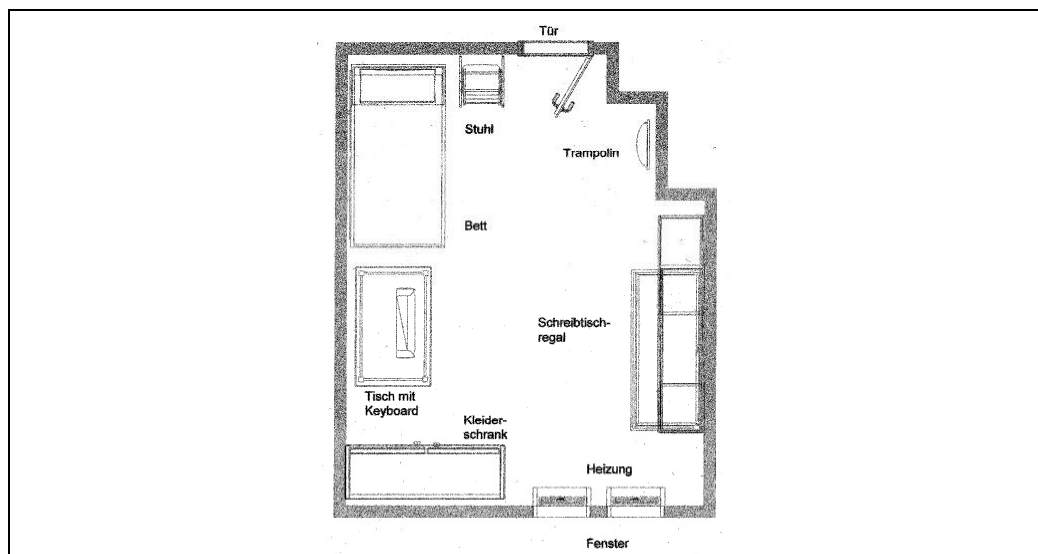 Tür
Stuhl
Trampolin
Bett
Schreibtisch-
regal
Tisch mit
Keyboard
Kleider-
schrank
Heizung
Fenster